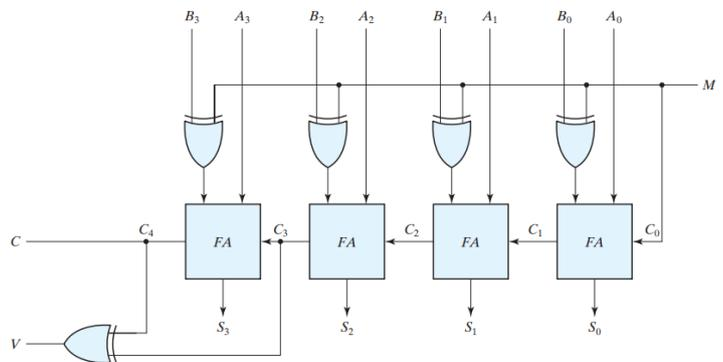 B₃ A₃ B₂ A₂ B₁ A₁ B₀ A₀
M
C C₄ FA C₃ FA C₂ FA C₁ FA C₀
S₃ S₂ S₁ S₀
V